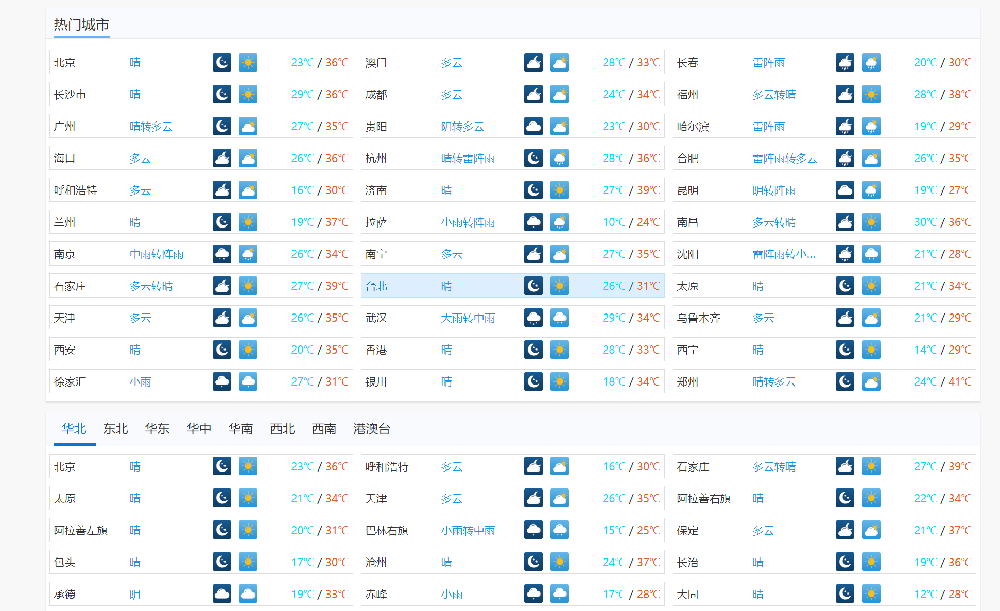 热门城市
北京 晴 23℃ / 36℃ 澳门 多云 28℃ / 33℃ 长春 雷阵雨 20℃ / 30℃
长沙市 晴 29℃ / 36℃ 成都 多云 24℃ / 34℃ 福州 多云转晴 28℃ / 38℃
广州 晴转多云 27℃ / 35℃ 贵阳 阴转多云 23℃ / 30℃ 哈尔滨 雷阵雨 19℃ / 29℃
海口 多云 26℃ / 36℃ 杭州 晴转雷阵雨 28℃ / 36℃ 合肥 雷阵雨转多云 26℃ / 35℃
呼和浩特 多云 16℃ / 30℃ 济南 晴 27℃ / 39℃ 昆明 阴转阵雨 19℃ / 27℃
兰州 晴 19℃ / 37℃ 拉萨 小雨转阵雨 10℃ / 24℃ 南昌 多云转晴 30℃ / 36℃
南京 中雨转阵雨 26℃ / 34℃ 南宁 多云 27℃ / 35℃ 沈阳 雷阵雨转小... 21℃ / 28℃
石家庄 多云转晴 27℃ / 39℃ 台北 晴 26℃ / 31℃ 太原 晴 21℃ / 34℃
天津 多云 26℃ / 35℃ 武汉 大雨转中雨 29℃ / 34℃ 乌鲁木齐 多云 21℃ / 29℃
西安 晴 20℃ / 35℃ 香港 晴 28℃ / 33℃ 西宁 晴 14℃ / 29℃
徐家汇 小雨 27℃ / 31℃ 银川 晴 18℃ / 34℃ 郑州 晴转多云 24℃ / 41℃
华北 东北 华东 华中 华南 西北 西南 港澳台
北京 晴 23℃ / 36℃ 呼和浩特 多云 16℃ / 30℃ 石家庄 多云转晴 27℃ / 39℃
太原 晴 21℃ / 34℃ 天津 多云 26℃ / 35℃ 阿拉善右旗 晴 22℃ / 34℃
阿拉善左旗 晴 20℃ / 31℃ 巴林右旗 小雨转中雨 15℃ / 25℃ 保定 多云 21℃ / 37℃
包头 晴 17℃ / 30℃ 沧州 晴 24℃ / 37℃ 长治 晴 19℃ / 36℃
承德 阴 19℃ / 33℃ 赤峰 小雨 17℃ / 28℃ 大同 晴 12℃ / 28℃